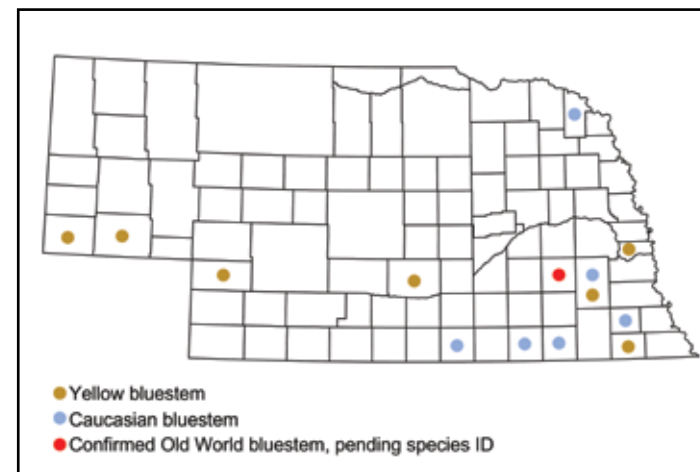 Yellow bluestem
Caucasian bluestem
Confirmed Old World bluestem, pending species ID